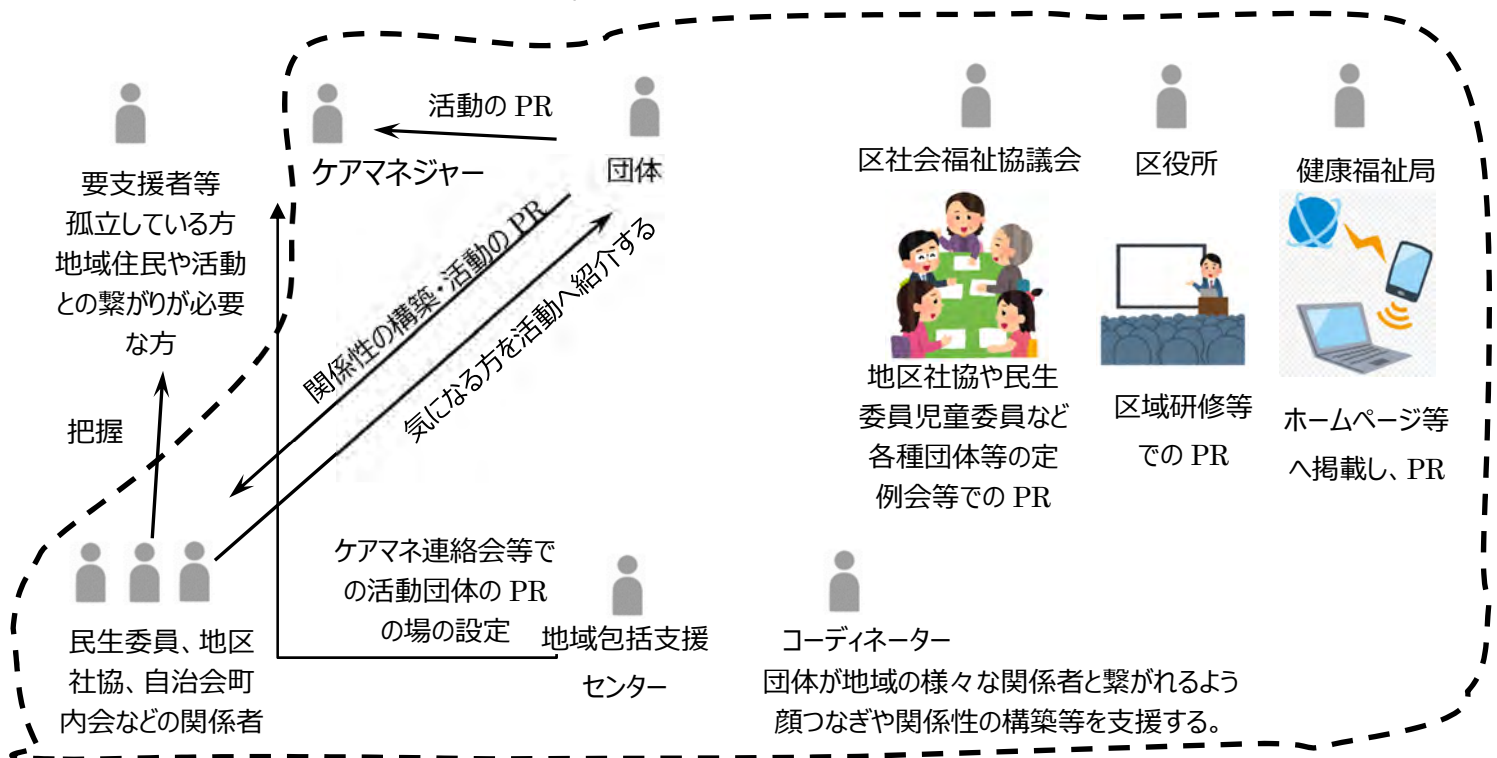 活動の PR
ケアマネジャー
団体
区社会福祉協議会
区役所
健康福祉局
要支援者等
孤立している方
地域住民や活動
との繋がりが必要
な方
関係性の構築・活動の PR
気になる方を活動へ紹介する
地区社協や民生
委員児童委員など
各種団体等の定
例会等での PR
区域研修等
での PR
ホームページ等
へ掲載し、PR
把握
ケアマネ連絡会等で
の活動団体の PR
の場の設定
民生委員、地区
社協、自治会町
内会などの関係者
地域包括支援
センター
コーディネーター
団体が地域の様々な関係者と繋がれるよう
顔つなぎや関係性の構築等を支援する。